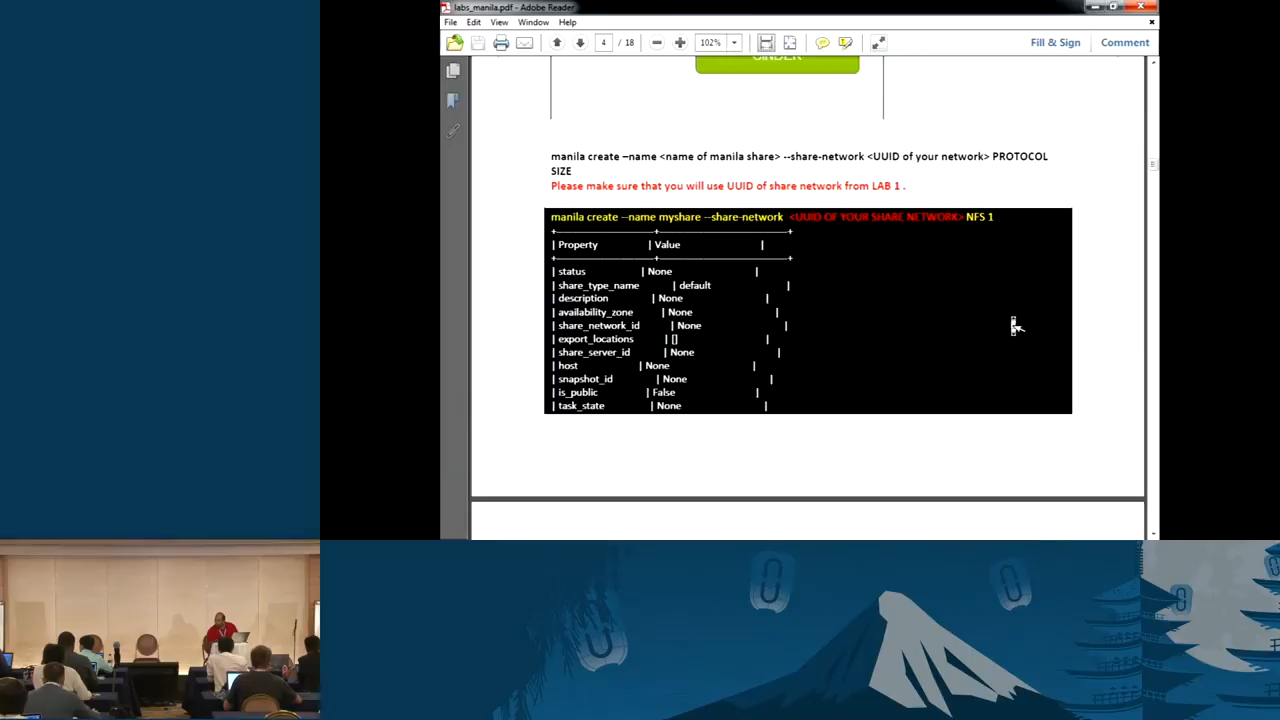 labs_manila.pdf - Adobe Reader
File Edit View Window Help
4 / 18 102% Fill & Sign Comment
CINDER
manila create –name <name of manila share> --share-network <UUID of your network> PROTOCOL
SIZE
Please make sure that you will use UUID of share network from LAB 1 .
manila create --name myshare --share-network <UUID OF YOUR SHARE NETWORK> NFS 1
| Property | Value |
| status | None |
| share_type_name | default |
| description | None |
| availability_zone | None |
| share_network_id | None |
| export_locations | [] |
| share_server_id | None |
| host | None |
| snapshot_id | None |
| is_public | False |
| task_state | None |